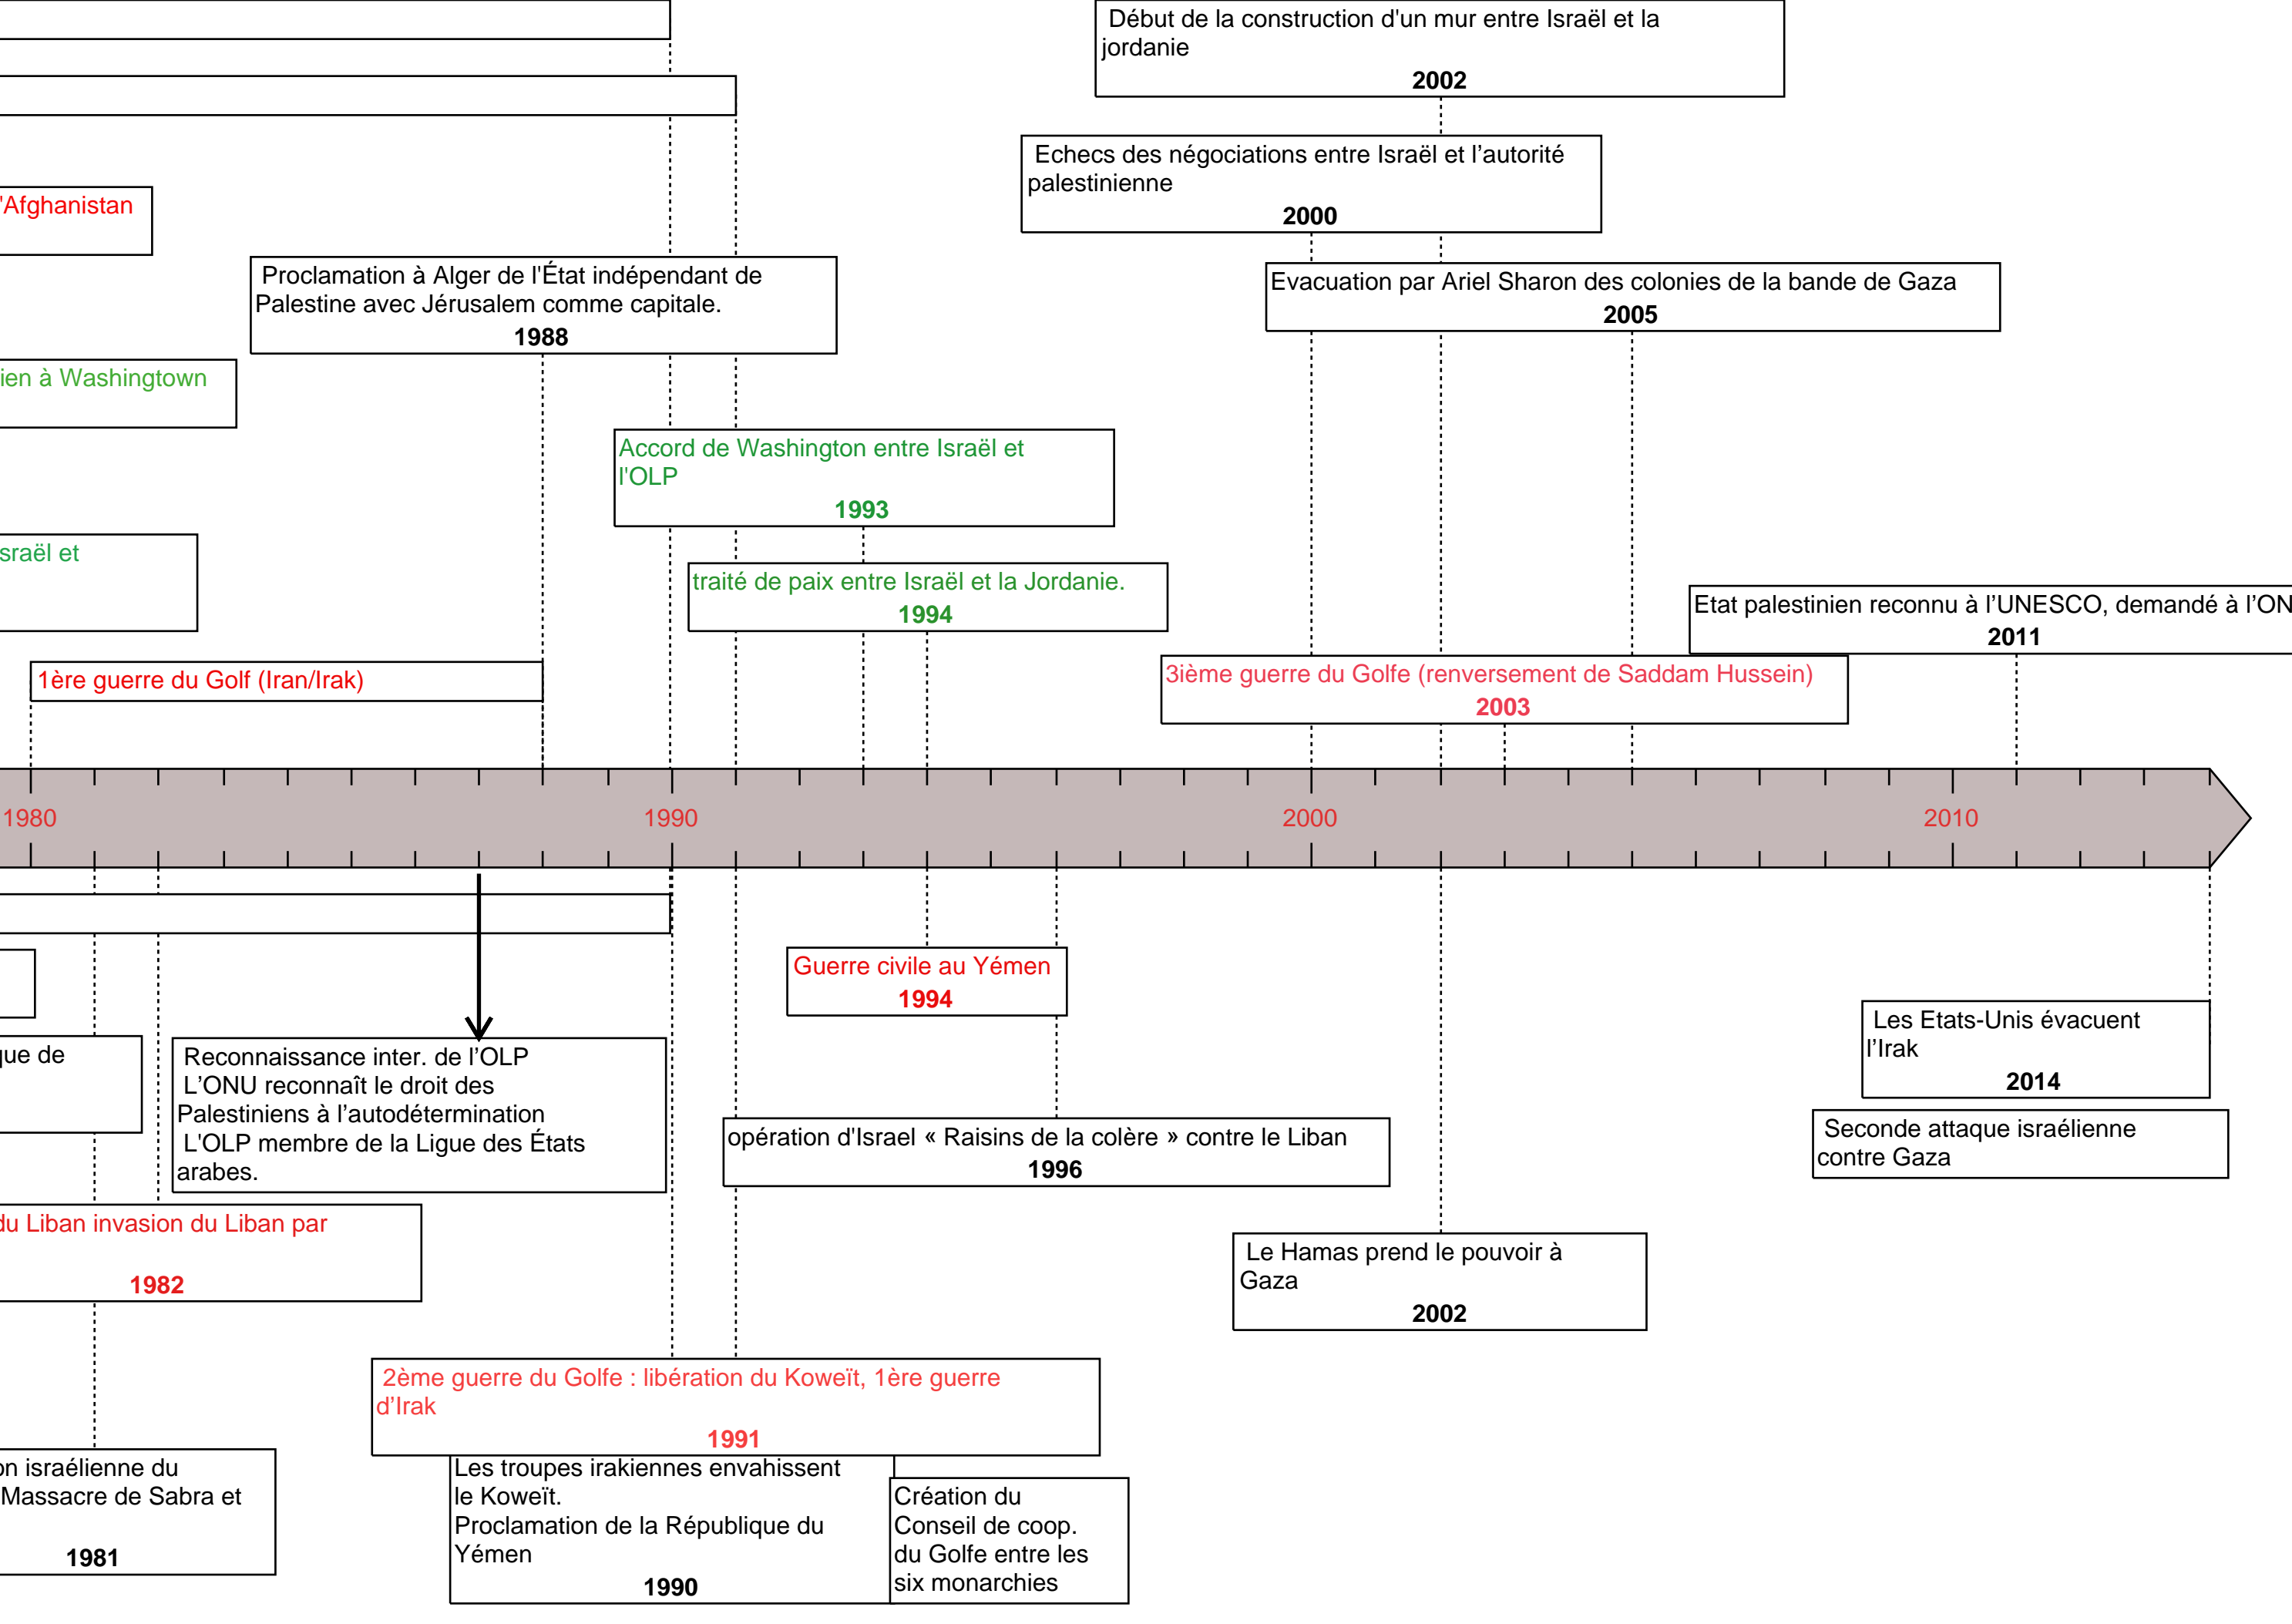 Début de la construction d'un mur entre Israël et la
jordanie
2002
Echecs des négociations entre Israël et l’autorité
palestinienne
2000
'Afghanistan
Proclamation à Alger de l'État indépendant de
Palestine avec Jérusalem comme capitale.
1988
Evacuation par Ariel Sharon des colonies de la bande de Gaza
2005
ien à Washingtown
Accord de Washington entre Israël et
l'OLP
1993
sraël et
traité de paix entre Israël et la Jordanie.
1994
Etat palestinien reconnu à l’UNESCO, demandé à l’ON
2011
1ère guerre du Golf (Iran/Irak)
3ième guerre du Golfe (renversement de Saddam Hussein)
2003
1980
1990
2000
2010
Guerre civile au Yémen
1994
Les Etats-Unis évacuent
l’Irak
2014
que de
Reconnaissance inter. de l’OLP
L’ONU reconnaît le droit des
Palestiniens à l’autodétermination
L'OLP membre de la Ligue des États
arabes.
opération d'Israel « Raisins de la colère » contre le Liban
1996
Seconde attaque israélienne
contre Gaza
du Liban invasion du Liban par
1982
Le Hamas prend le pouvoir à
Gaza
2002
2ème guerre du Golfe : libération du Koweït, 1ère guerre
d’Irak
1991
on israélienne du
Massacre de Sabra et
1981
Les troupes irakiennes envahissent
le Koweït.
Proclamation de la République du
Yémen
1990
Création du
Conseil de coop.
du Golfe entre les
six monarchies